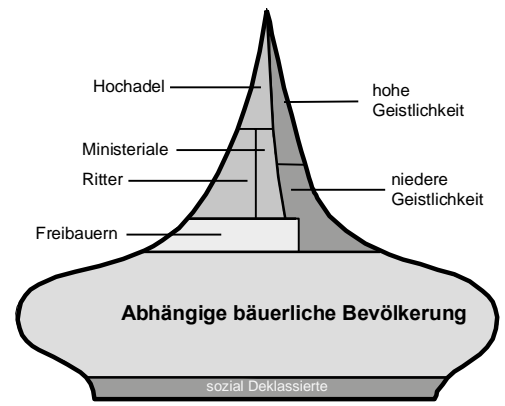 Hochadel
hohe
Geistlichkeit
Ministeriale
Ritter
niedere
Geistlichkeit
Freibauern
Abhängige bäuerliche Bevölkerung
sozial Deklassierte